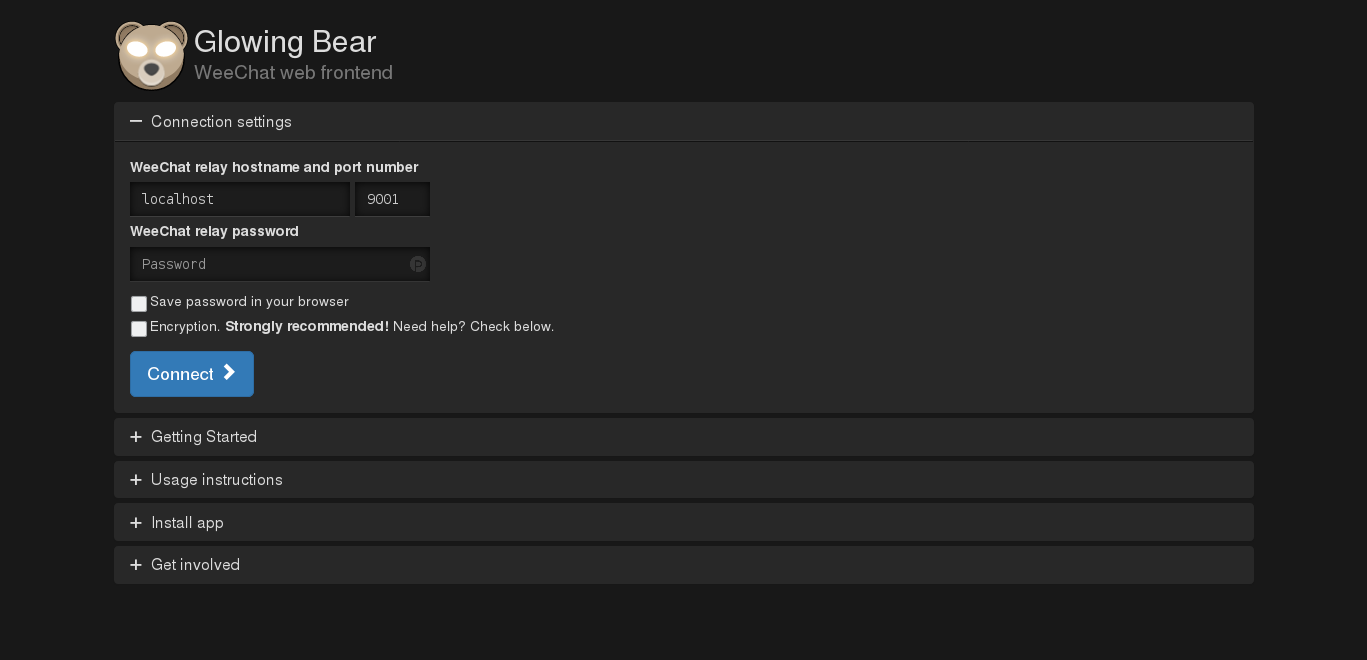 Glowing Bear
WeeChat web frontend
Connection settings
WeeChat relay hostname and port number
localhost 9001
WeeChat relay password
Password
Save password in your browser
Encryption. Strongly recommended! Need help? Check below.
Connect
Getting Started
Usage instructions
Install app
Get involved